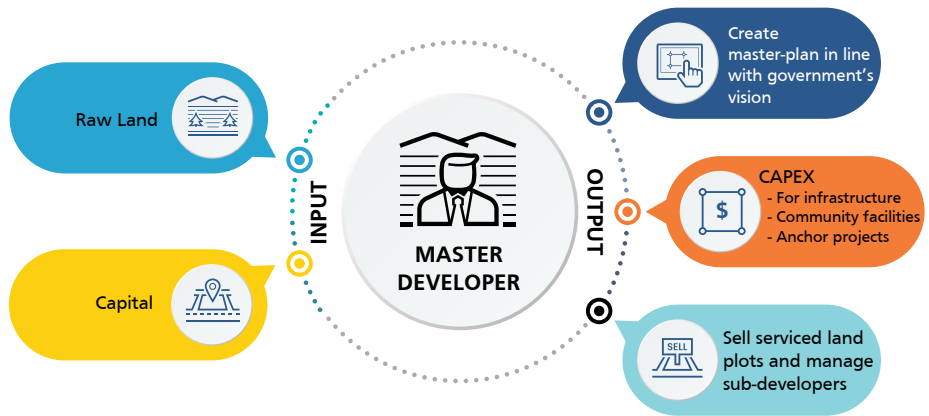 Raw Land
Capital
INPUT
MASTER
DEVELOPER
OUTPUT
Create
master-plan in line
with government's
vision
$
CAPEX
- For infrastructure
- Community facilities
- Anchor projects
SELL
Sell serviced land
plots and manage
sub-developers